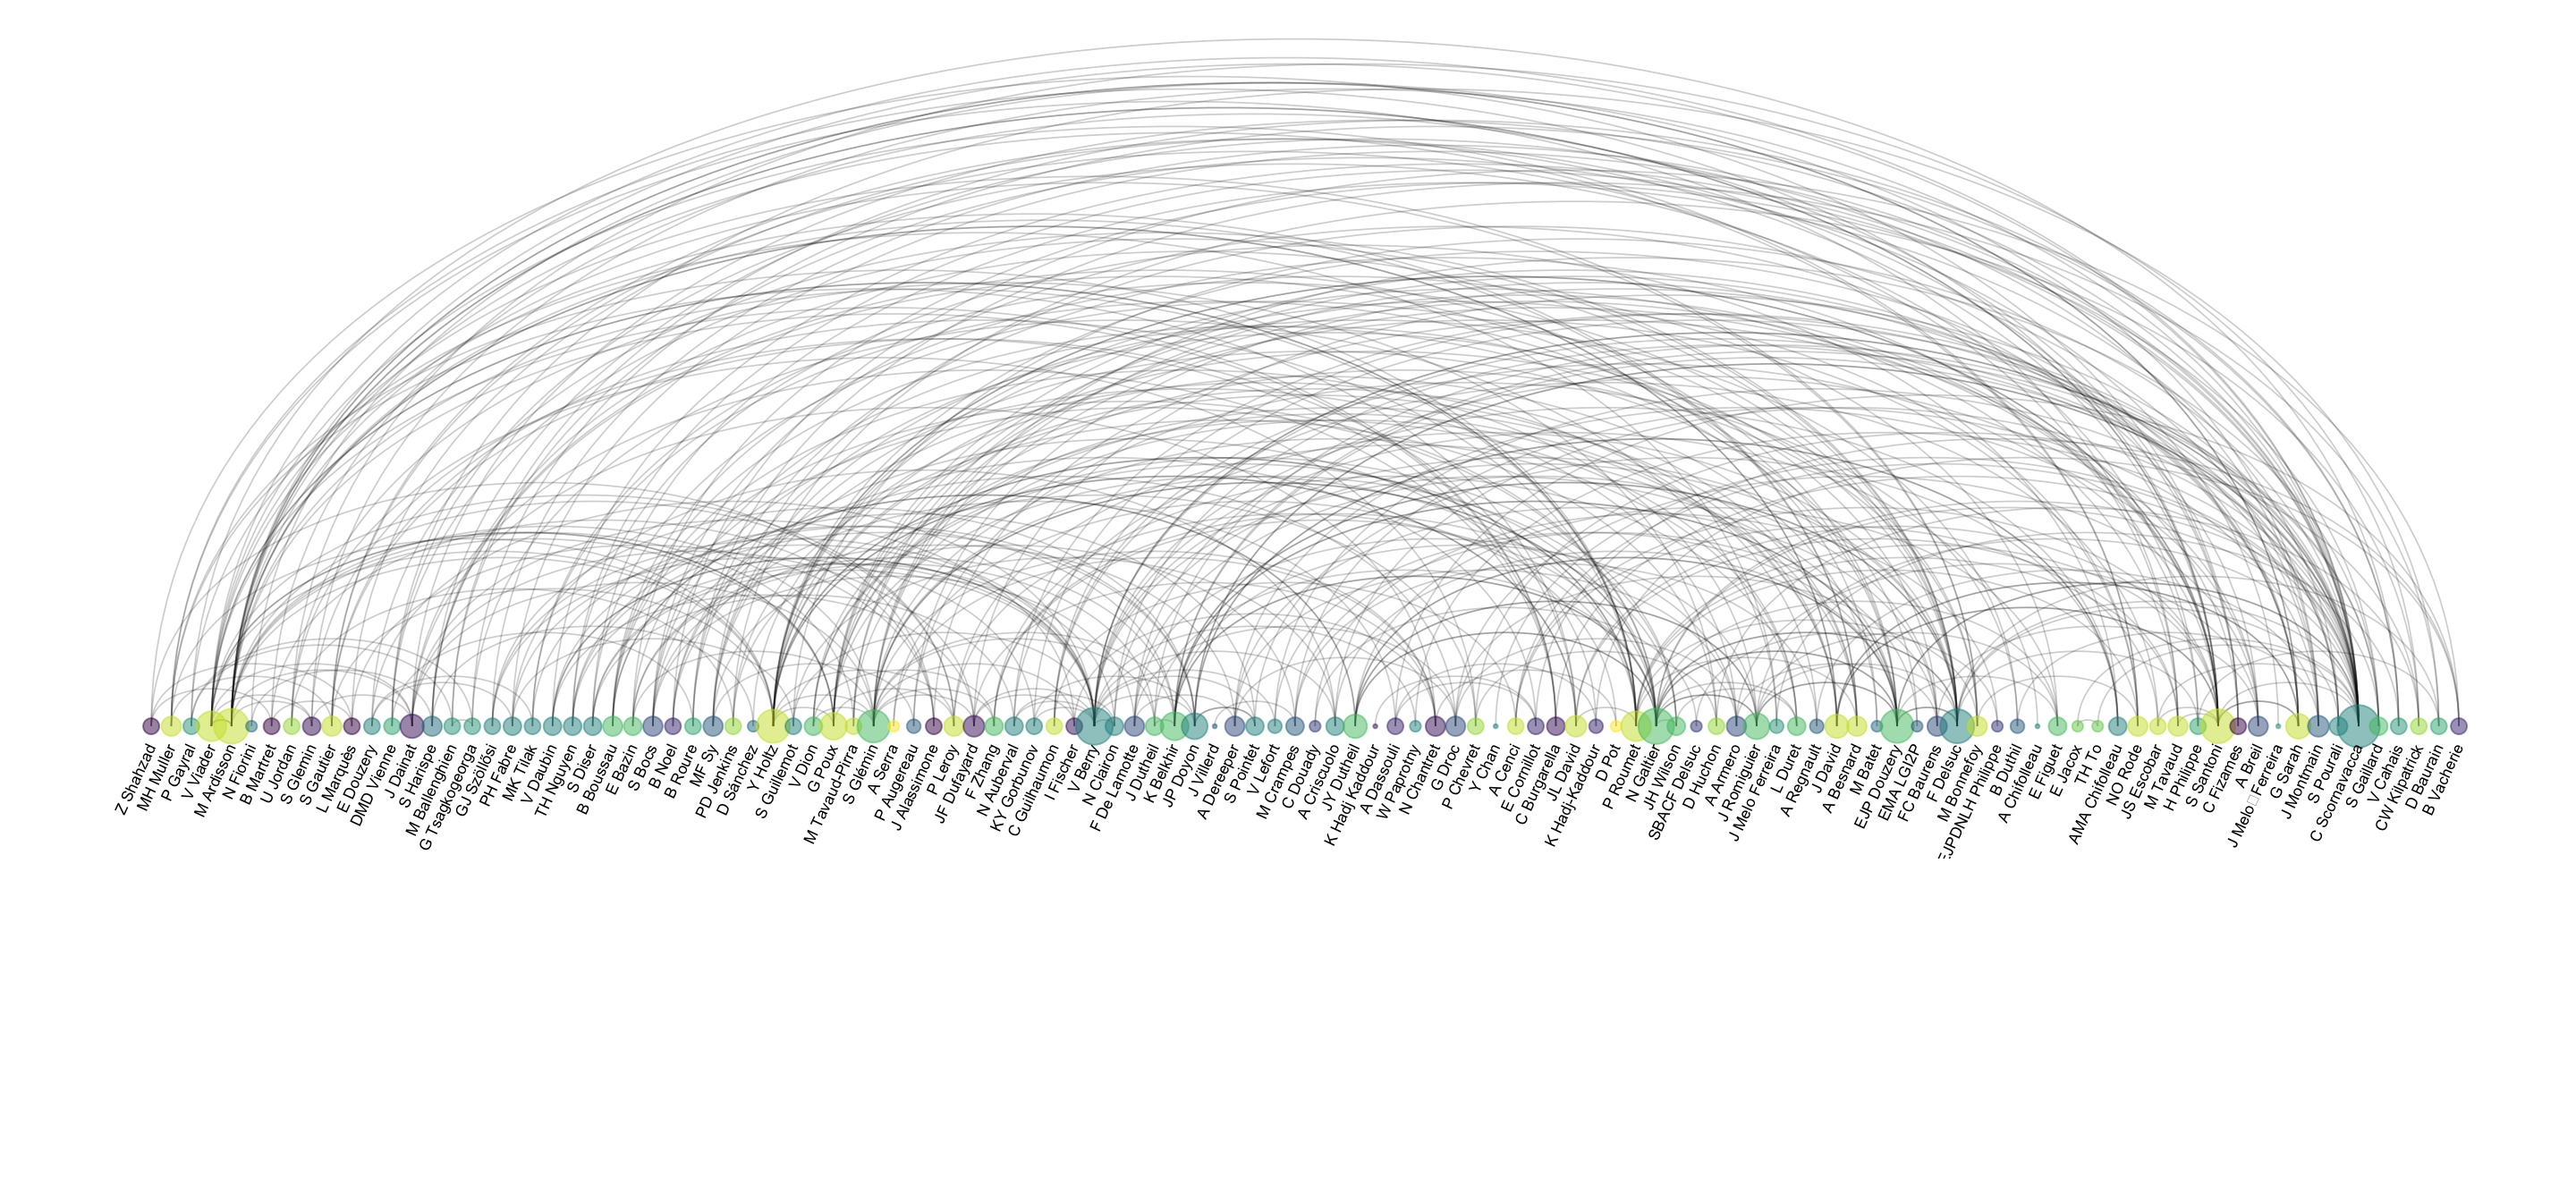 Z Shahzad
MH Muller
P Gayral
V Viader
M Ardisson
N Fiorini
B Martret
U Jordan
S Glemin
S Gautier
L Marquès
E Douzery
DMD Vienne
J Dainat
S Harispe
M Ballenghien
G Tsagkogeorga
GJ Szöllősi
PH Fabre
MK Tilak
V Daubin
TH Nguyen
S Diser
B Boussau
E Bazin
S Bocs
B Noel
B Roure
MF Sy
PD Jenkins
D Sánchez
Y Holtz
S Guillemot
V Dion
G Poux
M Tavaud-Pirra
S Glémin
A Serra
P Augereau
J Alassimone
P Leroy
JF Dufayard
F Zhang
N Auberval
KY Gorbunov
C Guilhaumon
I Fischer
V Berry
N Clairon
F De Lamotte
J Dutheil
K Belkhir
JP Doyon
J Villerd
A Dereeper
S Pointet
V Lefort
M Crampes
C Douady
A Criscuolo
JY Dutheil
K Hadj Kaddour
A Dassouli
W Paprotny
N Chantret
G Droc
P Chevret
Y Chan
A Cenci
E Cornillot
C Burgarella
JL David
K Hadj-Kaddour
D Pot
P Roumet
N Galtier
JH Wilson
SBACF Delsuc
D Huchon
A Armero
J Romiguier
J Melo Ferreira
L Duret
A Regnault
J David
A Besnard
M Batet
EJP Douzery
EMA LGt2P
FC Baurens
F Delsuc
M Bonnefoy
EJPDNLH Philippe
B Duthil
A Chifolleau
E Figuet
E Jacox
TH To
AMA Chifolleau
NO Rode
JS Escobar
M Tavaud
H Philippe
S Santoni
C Fizames
A Breil
J Melo□Ferreira
G Sarah
J Montmain
S Pourali
C Scornavacca
S Gaillard
V Cahais
CW Kilpatrick
D Baurain
B Vacherie